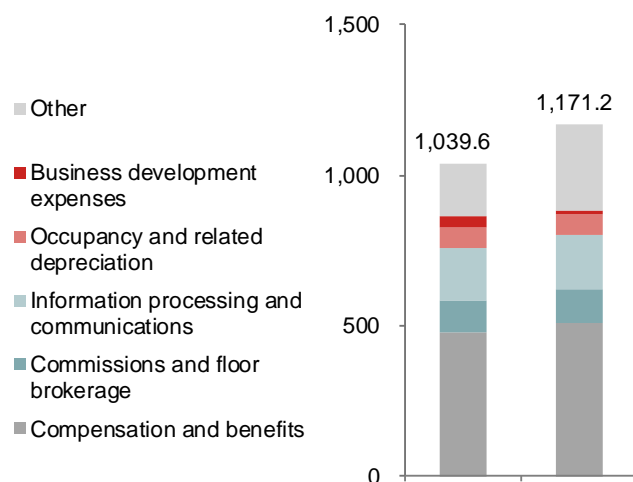 1,500
Other
1,171.2
1,039.6
Business development
expenses
1,000
Occupancy and related
depreciation
Information processing and
communications
500
Commissions and floor
brokerage
Compensation and benefits
0